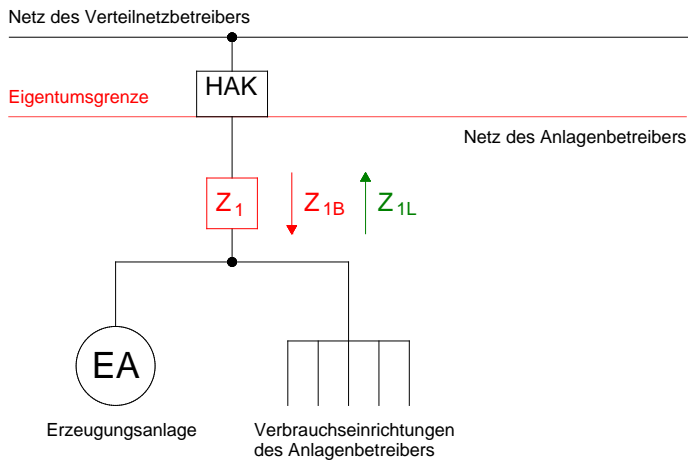 Netz des Verteilnetzbetreibers
HAK
Eigentumsgrenze
Netz des Anlagenbetreibers
Z1 Z1B Z1L
EA
Erzeugungsanlage
Verbrauchseinrichtungen
des Anlagenbetreibers